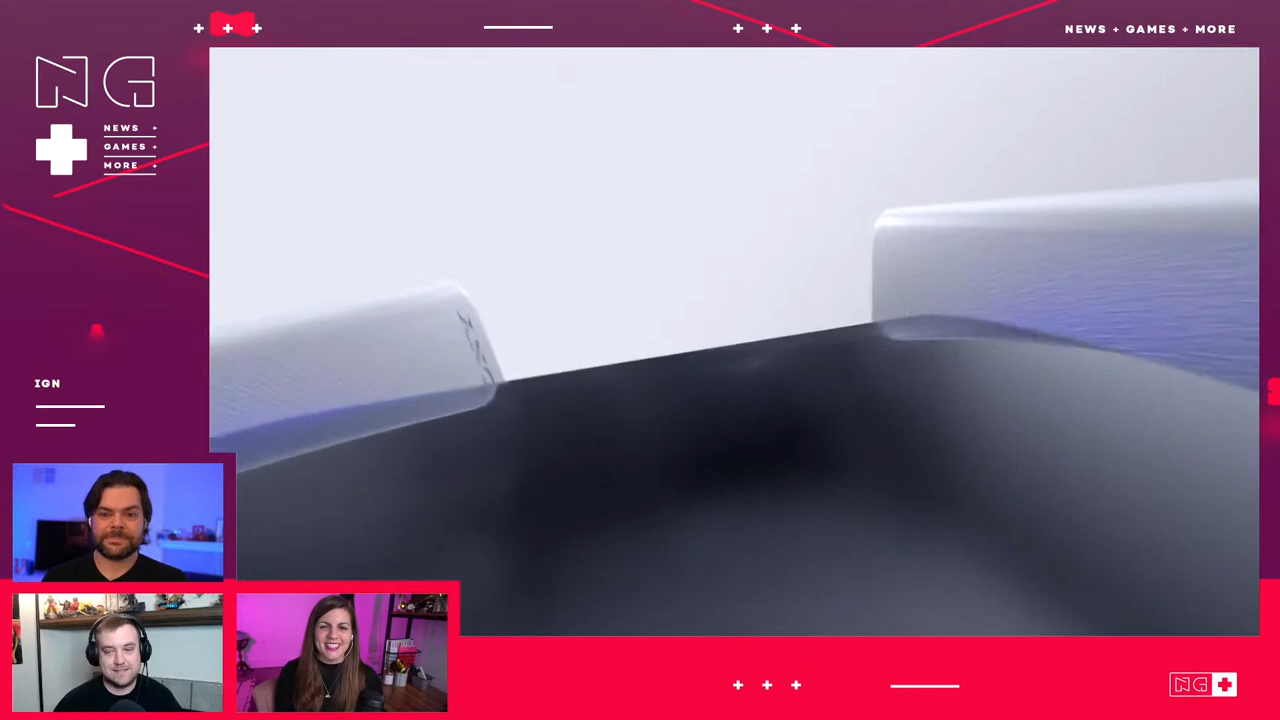 NEWS + GAMES + MORE
NG
NEWS +
GAMES +
MORE +
IGN
NG+